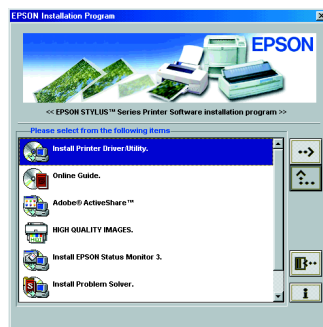 EPSON Installation Program
EPSON
<< EPSON STYLUS™ Series Printer Software installation program >>
Please select from the following items
Install Printer Driver/Utility.
Online Guide.
Adobe® ActiveShare™
HIGH QUALITY IMAGES.
Install EPSON Status Monitor 3.
Install Problem Solver.